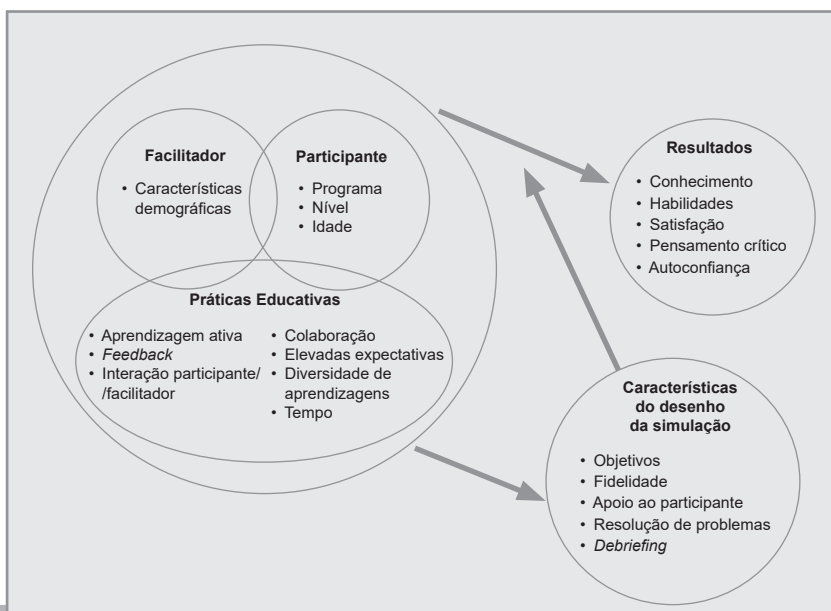 Facilitador
• Características
demográficas
Participante
• Programa
• Nível
• Idade
Práticas Educativas
• Aprendizagem ativa
• Feedback
• Interação participante/
/facilitador
• Colaboração
• Elevadas expectativas
• Diversidade de
aprendizagens
• Tempo
Resultados
• Conhecimento
• Habilidades
• Satisfação
• Pensamento crítico
• Autoconfiança
Características
do desenho
da simulação
• Objetivos
• Fidelidade
• Apoio ao participante
• Resolução de problemas
• Debriefing